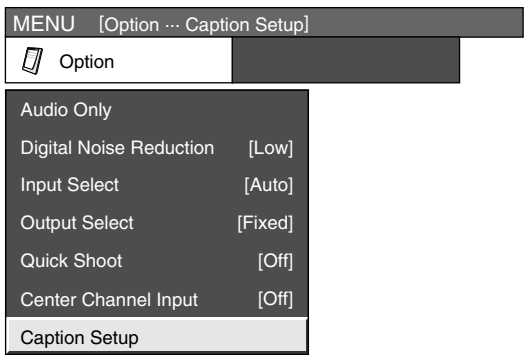 MENU [Option ··· Caption Setup]
Option
Audio Only
Digital Noise Reduction [Low]
Input Select [Auto]
Output Select [Fixed]
Quick Shoot [Off]
Center Channel Input [Off]
Caption Setup